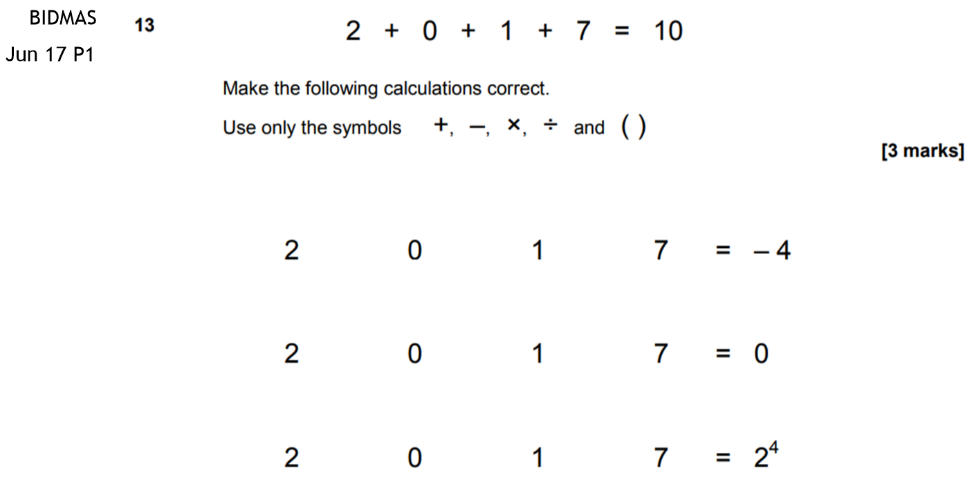 BIDMAS
Jun 17 P1
13
2 + 0 + 1 + 7 = 10
Make the following calculations correct.
Use only the symbols +, −, ×, ÷ and ( )
[3 marks]
2 0 1 7 = − 4
2 0 1 7 = 0
2 0 1 7 = 2⁴